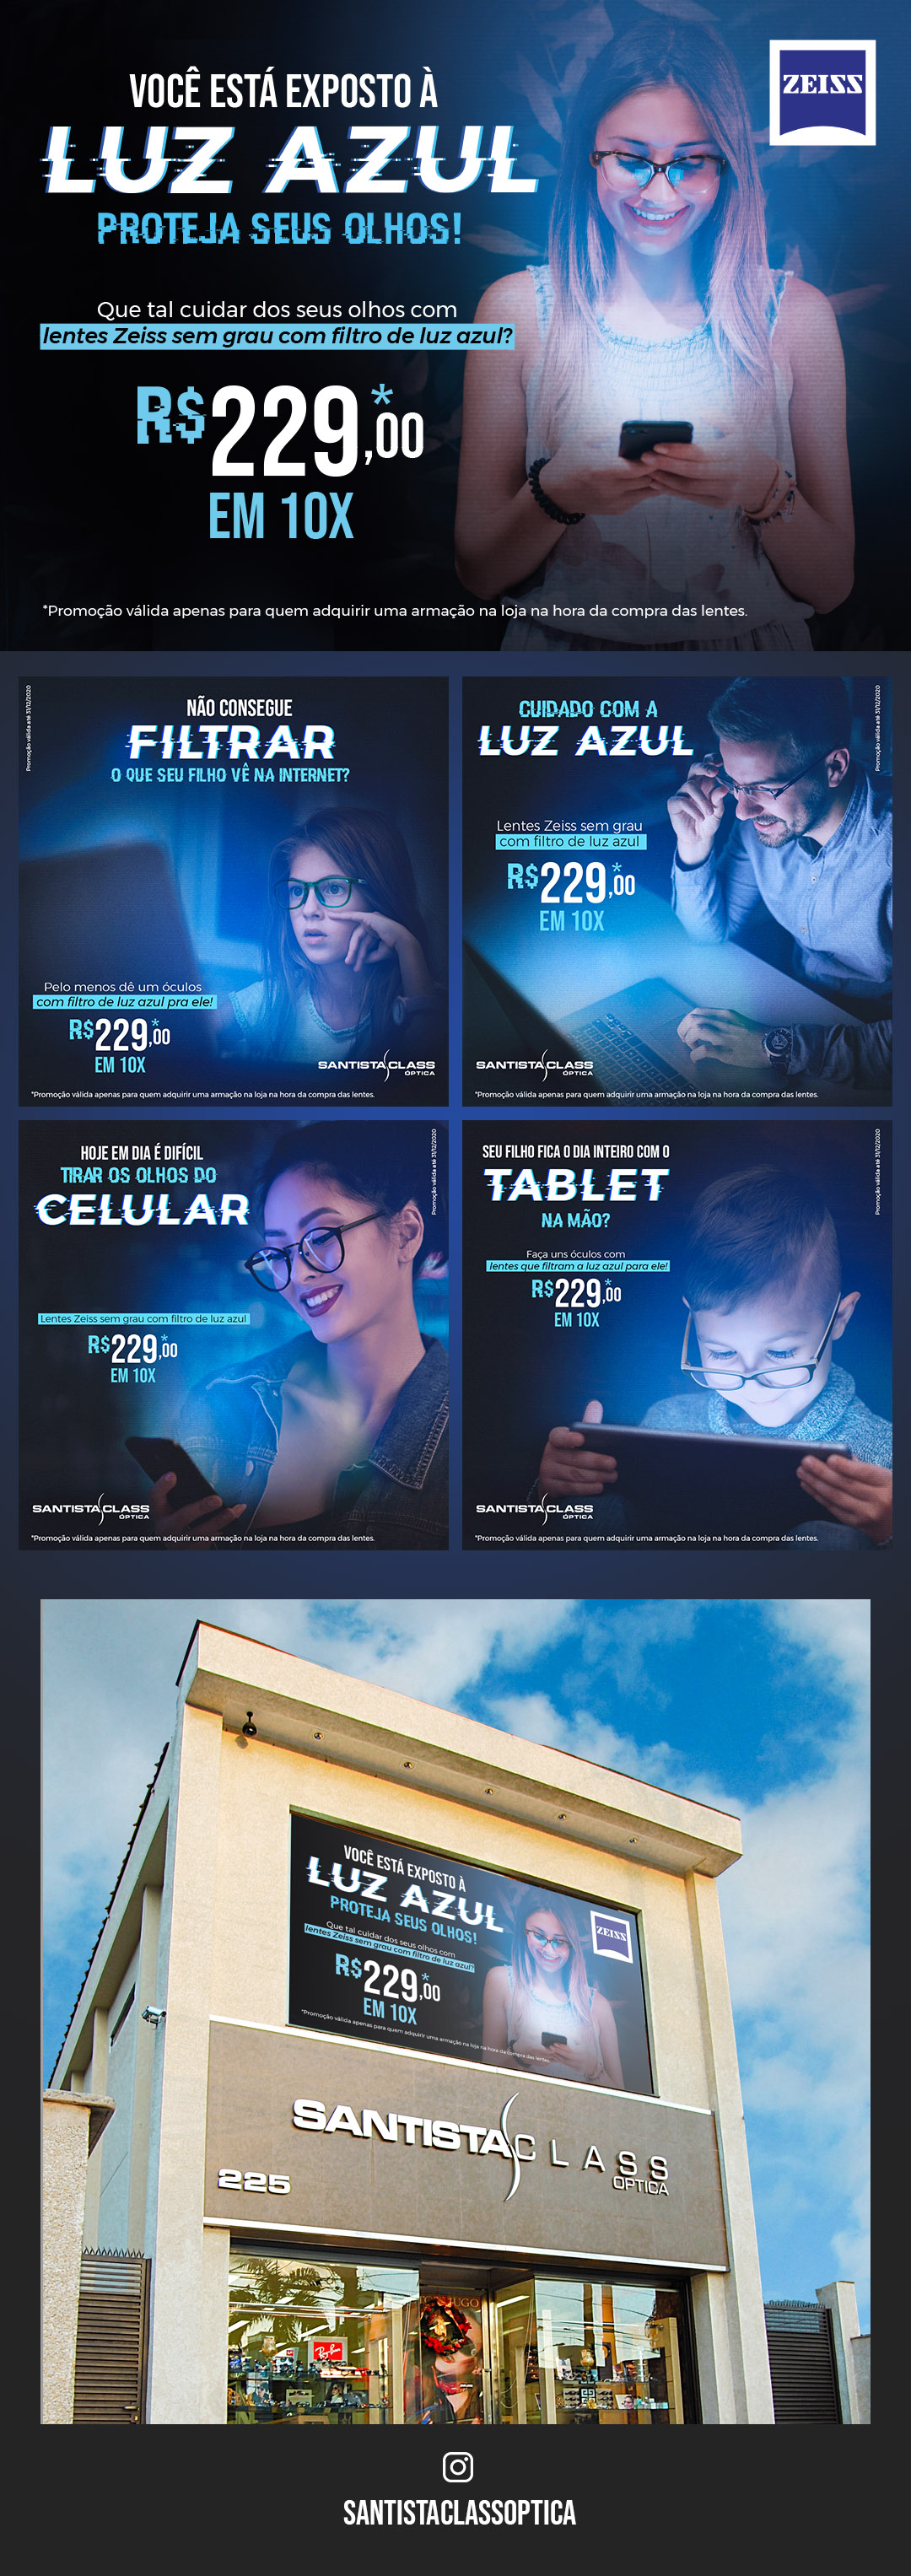 VOCÊ ESTÁ EXPOSTO À
LUZ AZUL
PROTEJA SEUS OLHOS!
ZEISS
Que tal cuidar dos seus olhos com
lentes Zeiss sem grau com filtro de luz azul?
R$229,00*
EM 10X
*Promoção válida apenas para quem adquirir uma armação na loja na hora da compra das lentes.
Promoção válida até 31/12/2020
NÃO CONSEGUE
FILTRAR
O QUE SEU FILHO VÊ NA INTERNET?
Pelo menos dê um óculos
com filtro de luz azul pra ele!
R$229,00*
EM 10X
SANTISTA CLASS
ÓPTICA
*Promoção válida apenas para quem adquirir uma armação na loja na hora da compra das lentes.
CUIDADO COM A
LUZ AZUL
Promoção válida até 31/12/2020
Lentes Zeiss sem grau
com filtro de luz azul
R$229,00*
EM 10X
SANTISTA CLASS
ÓPTICA
*Promoção válida apenas para quem adquirir uma armação na loja na hora da compra das lentes.
HOJE EM DIA É DIFÍCIL
TIRAR OS OLHOS DO
CELULAR
Promoção válida até 31/12/2020
Lentes Zeiss sem grau com filtro de luz azul
R$229,00*
EM 10X
SANTISTA CLASS
ÓPTICA
*Promoção válida apenas para quem adquirir uma armação na loja na hora da compra das lentes.
SEU FILHO FICA O DIA INTEIRO COM O
TABLET
NA MÃO?
Promoção válida até 31/12/2020
Faça uns óculos com
lentes que filtram a luz azul para ele!
R$229,00*
EM 10X
SANTISTA CLASS
ÓPTICA
*Promoção válida apenas para quem adquirir uma armação na loja na hora da compra das lentes.
VOCÊ ESTÁ EXPOSTO À
LUZ AZUL
PROTEJA SEUS OLHOS!
ZEISS
Que tal cuidar dos seus olhos com
lentes Zeiss sem grau com filtro de luz azul?
R$229,00*
EM 10X
*Promoção válida apenas para quem adquirir uma armação na loja na hora da compra das lentes.
SANTISTA CLASS
OPTICA
225
Ray-Ban
SANTISTACLASSOPTICA